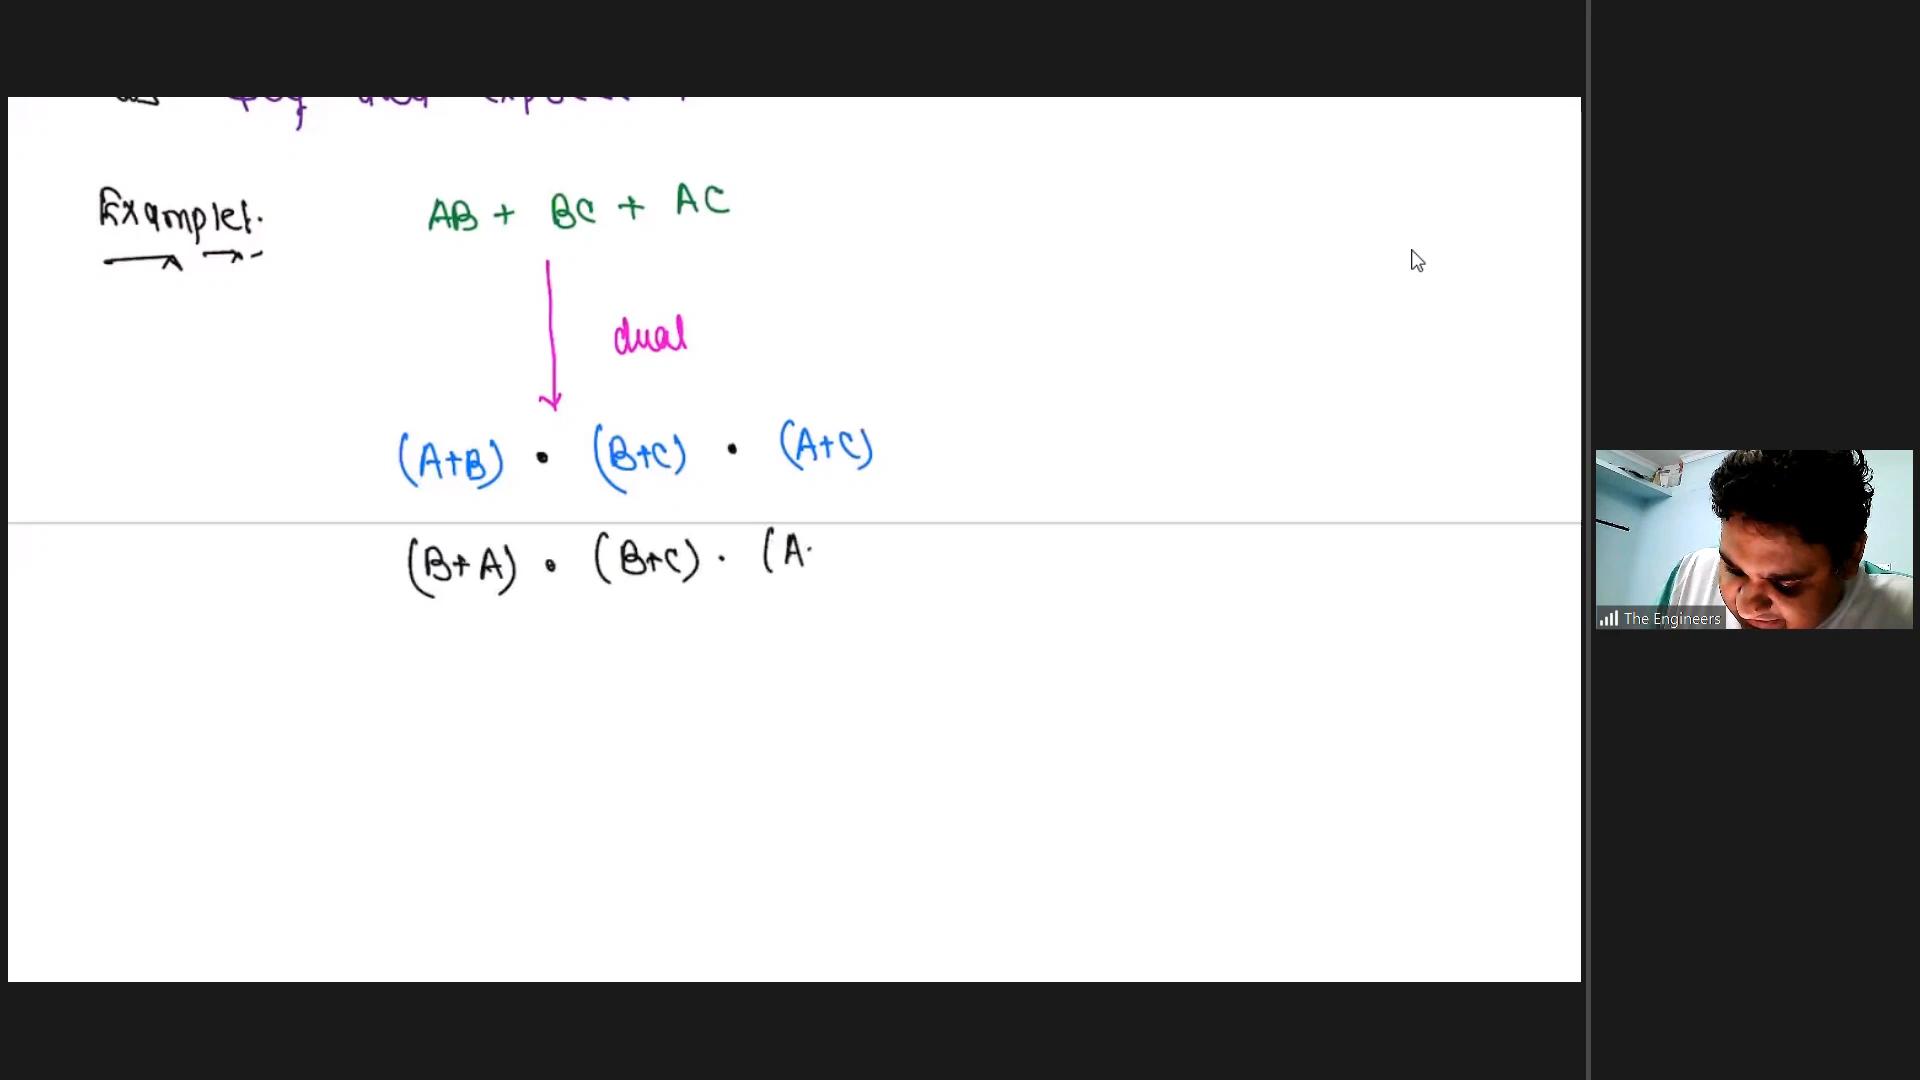 Example:
AB + BC + AC
dual
(A+B) • (B+C) • (A+C)
(B+A) • (B+C) . (A
The Engineers